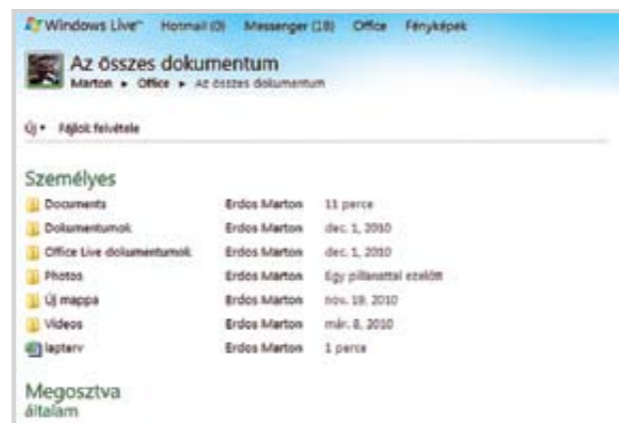 Windows Live™ Hotmail (0) Messenger (18) Office Fényképek
Az összes dokumentum
Marton ▸ Office ▸ Az összes dokumentum
Új ▾ Fájlok felvétele
Személyes
Documents Erdos Marton 11 perce
Dokumentumok Erdos Marton dec. 1, 2010
Office Live dokumentumok Erdos Marton dec. 1, 2010
Photos Erdos Marton Egy pillanattal ezelőtt
Új mappa Erdos Marton nov. 19, 2010
Videos Erdos Marton már. 8, 2010
lapterv Erdos Marton 1 perce
Megosztva
általam